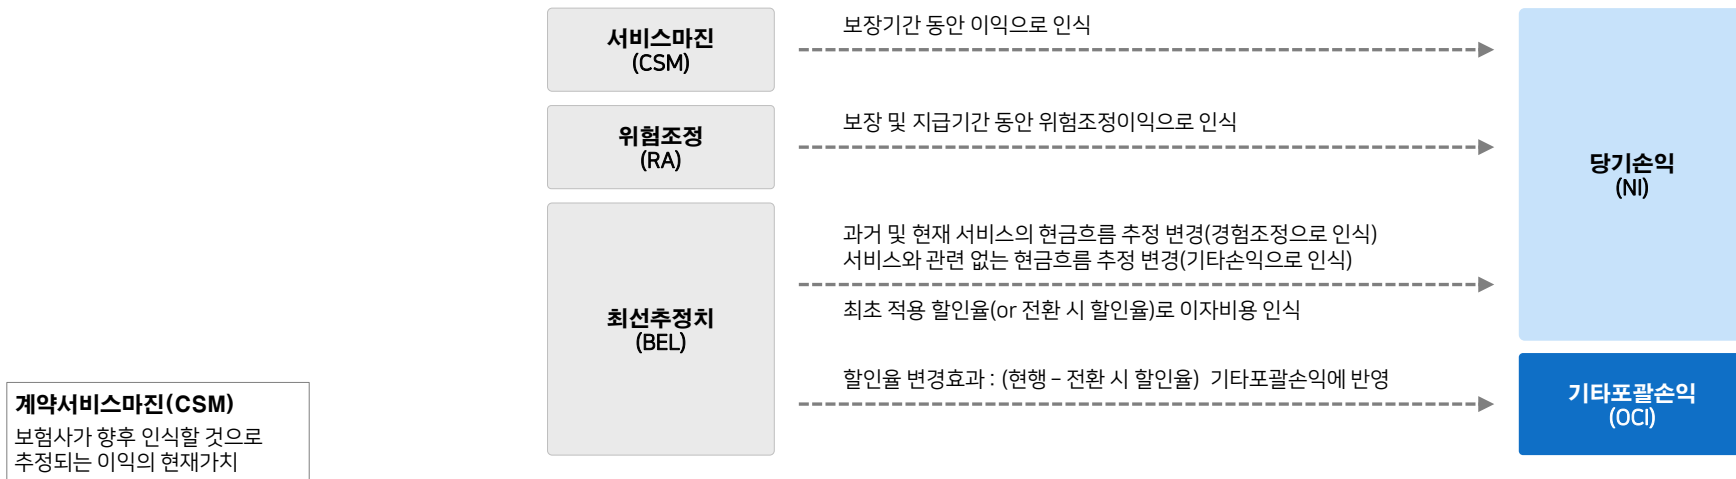 서비스마진
(CSM)
보장기간 동안 이익으로 인식
위험조정
(RA)
보장 및 지급기간 동안 위험조정이익으로 인식
최선추정치
(BEL)
과거 및 현재 서비스의 현금흐름 추정 변경(경험조정으로 인식)
서비스와 관련 없는 현금흐름 추정 변경(기타손익으로 인식)
최초 적용 할인율(or 전환 시 할인율)로 이자비용 인식
할인율 변경효과 : (현행 – 전환 시 할인율) 기타포괄손익에 반영
당기손익
(NI)
기타포괄손익
(OCI)
계약서비스마진(CSM)
보험사가 향후 인식할 것으로
추정되는 이익의 현재가치